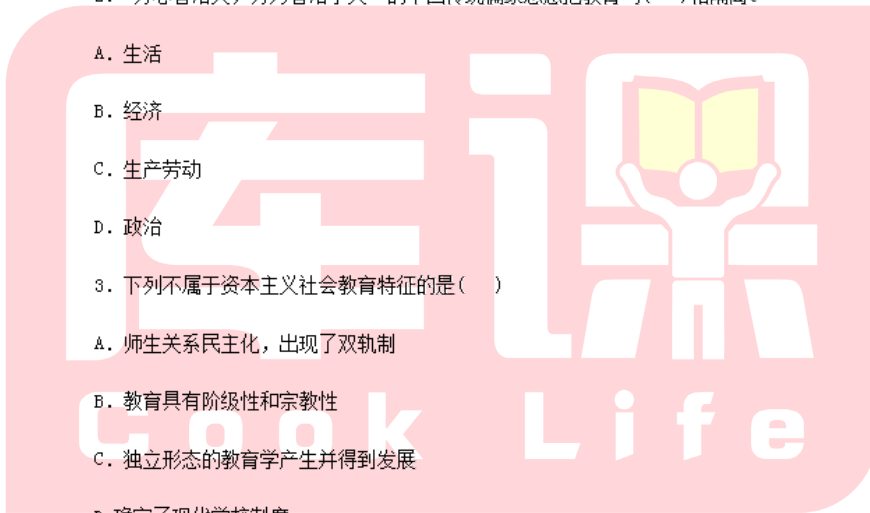 A. 生活
B. 经济
C. 生产劳动
D. 政治
3. 下列不属于资本主义社会教育特征的是(  )
A. 师生关系民主化，出现了双轨制
B. 教育具有阶级性和宗教性
C. 独立形态的教育学产生并得到发展
库课
Cook Life